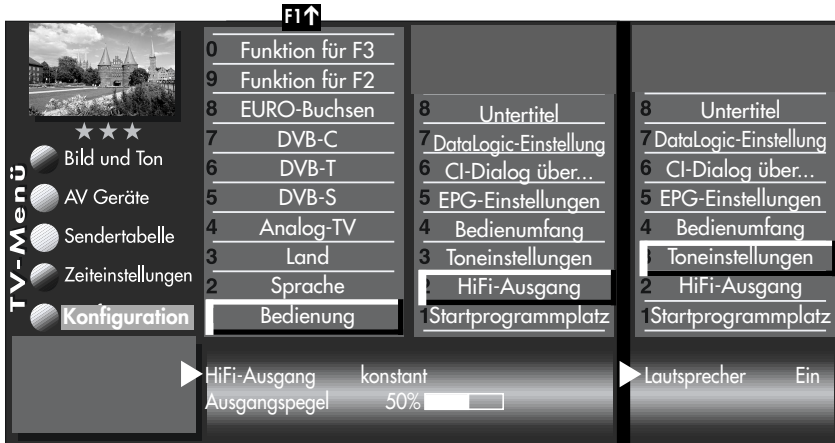 F1↑
TV-Menü
Bild und Ton
AV Geräte
Sendertabelle
Zeiteinstellungen
Konfiguration
0 Funktion für F3
9 Funktion für F2
8 EURO-Buchsen
7 DVB-C
6 DVB-T
5 DVB-S
4 Analog-TV
3 Land
2 Sprache
Bedienung
8 Untertitel
7 DataLogic-Einstellung
6 CI-Dialog über...
5 EPG-Einstellungen
4 Bedienumfang
3 Toneinstellungen
2 HiFi-Ausgang
1 Startprogrammplatz
8 Untertitel
7 DataLogic-Einstellung
6 CI-Dialog über...
5 EPG-Einstellungen
4 Bedienumfang
3 Toneinstellungen
2 HiFi-Ausgang
1 Startprogrammplatz
HiFi-Ausgang konstant
Ausgangspegel 50%
Lautsprecher Ein